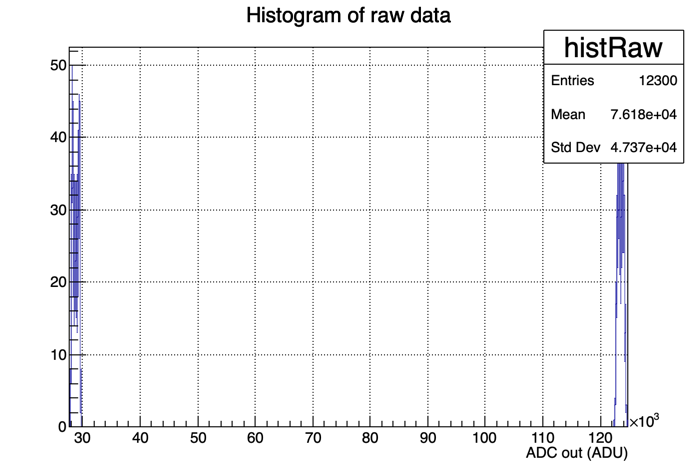 Histogram of raw data
histRaw
Entries 12300
Mean 7.618e+04
Std Dev 4.737e+04
50
40
30
20
10
0
30 40 50 60 70 80 90 100 110 120
×10³
ADC out (ADU)